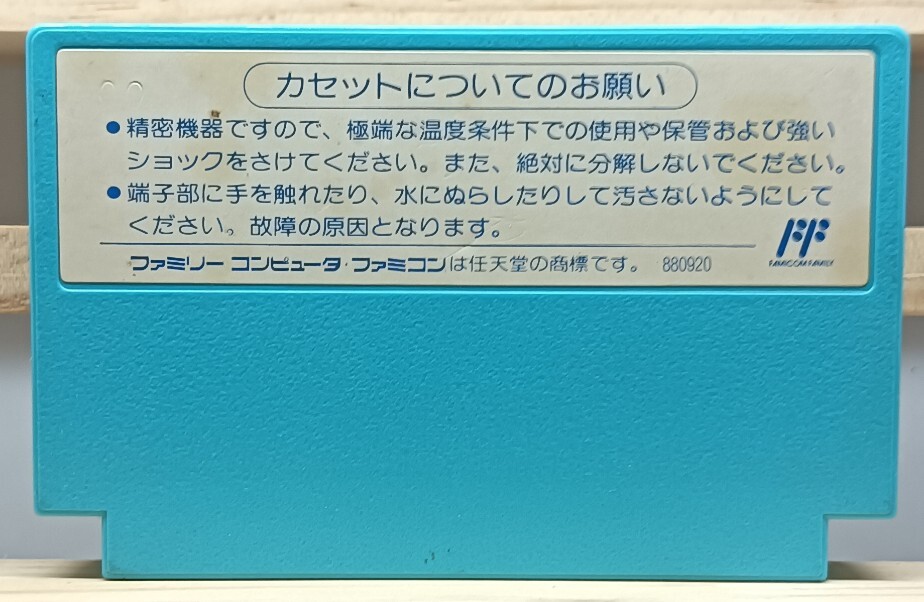 カセットについてのお願い
●精密機器ですので、極端な温度条件下での使用や保管および強い
ショックをさけてください。また、絶対に分解しないでください。
●端子部に手を触れたり、水にぬらしたりして汚さないようにして
ください。故障の原因となります。
FAMICOM FAMILY
ファミリー コンピュータ・ファミコンは任天堂の商標です。 880920